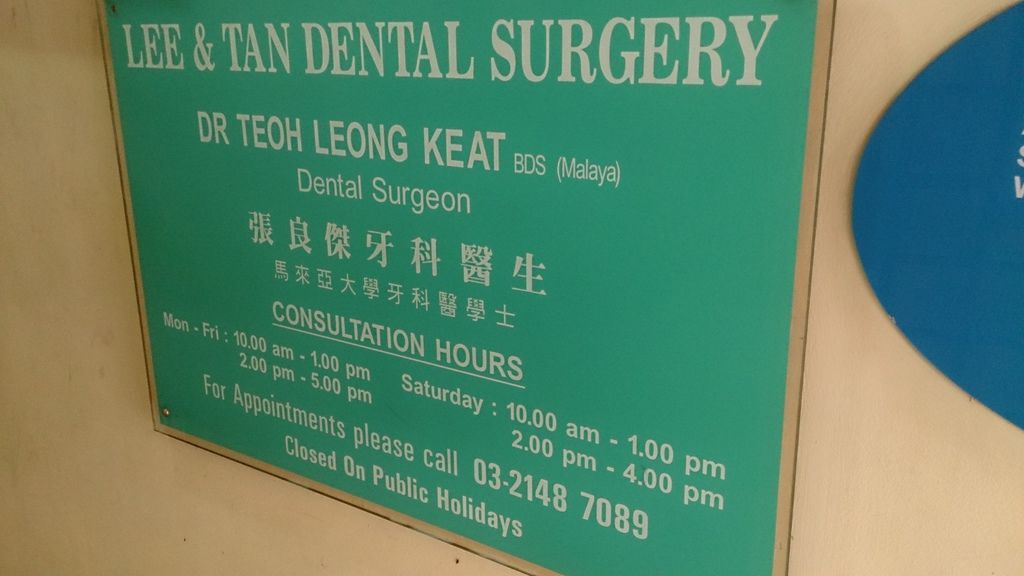 LEE & TAN DENTAL SURGERY
DR TEOH LEONG KEAT BDS (Malaya)
Dental Surgeon
張良傑牙科醫生
馬來亞大學牙科醫學士
CONSULTATION HOURS
Mon - Fri : 10.00 am - 1.00 pm Saturday : 10.00 am - 1.00 pm
2.00 pm - 5.00 pm 2.00 pm - 4.00 pm
For Appointments please call 03-2148 7089
Closed On Public Holidays